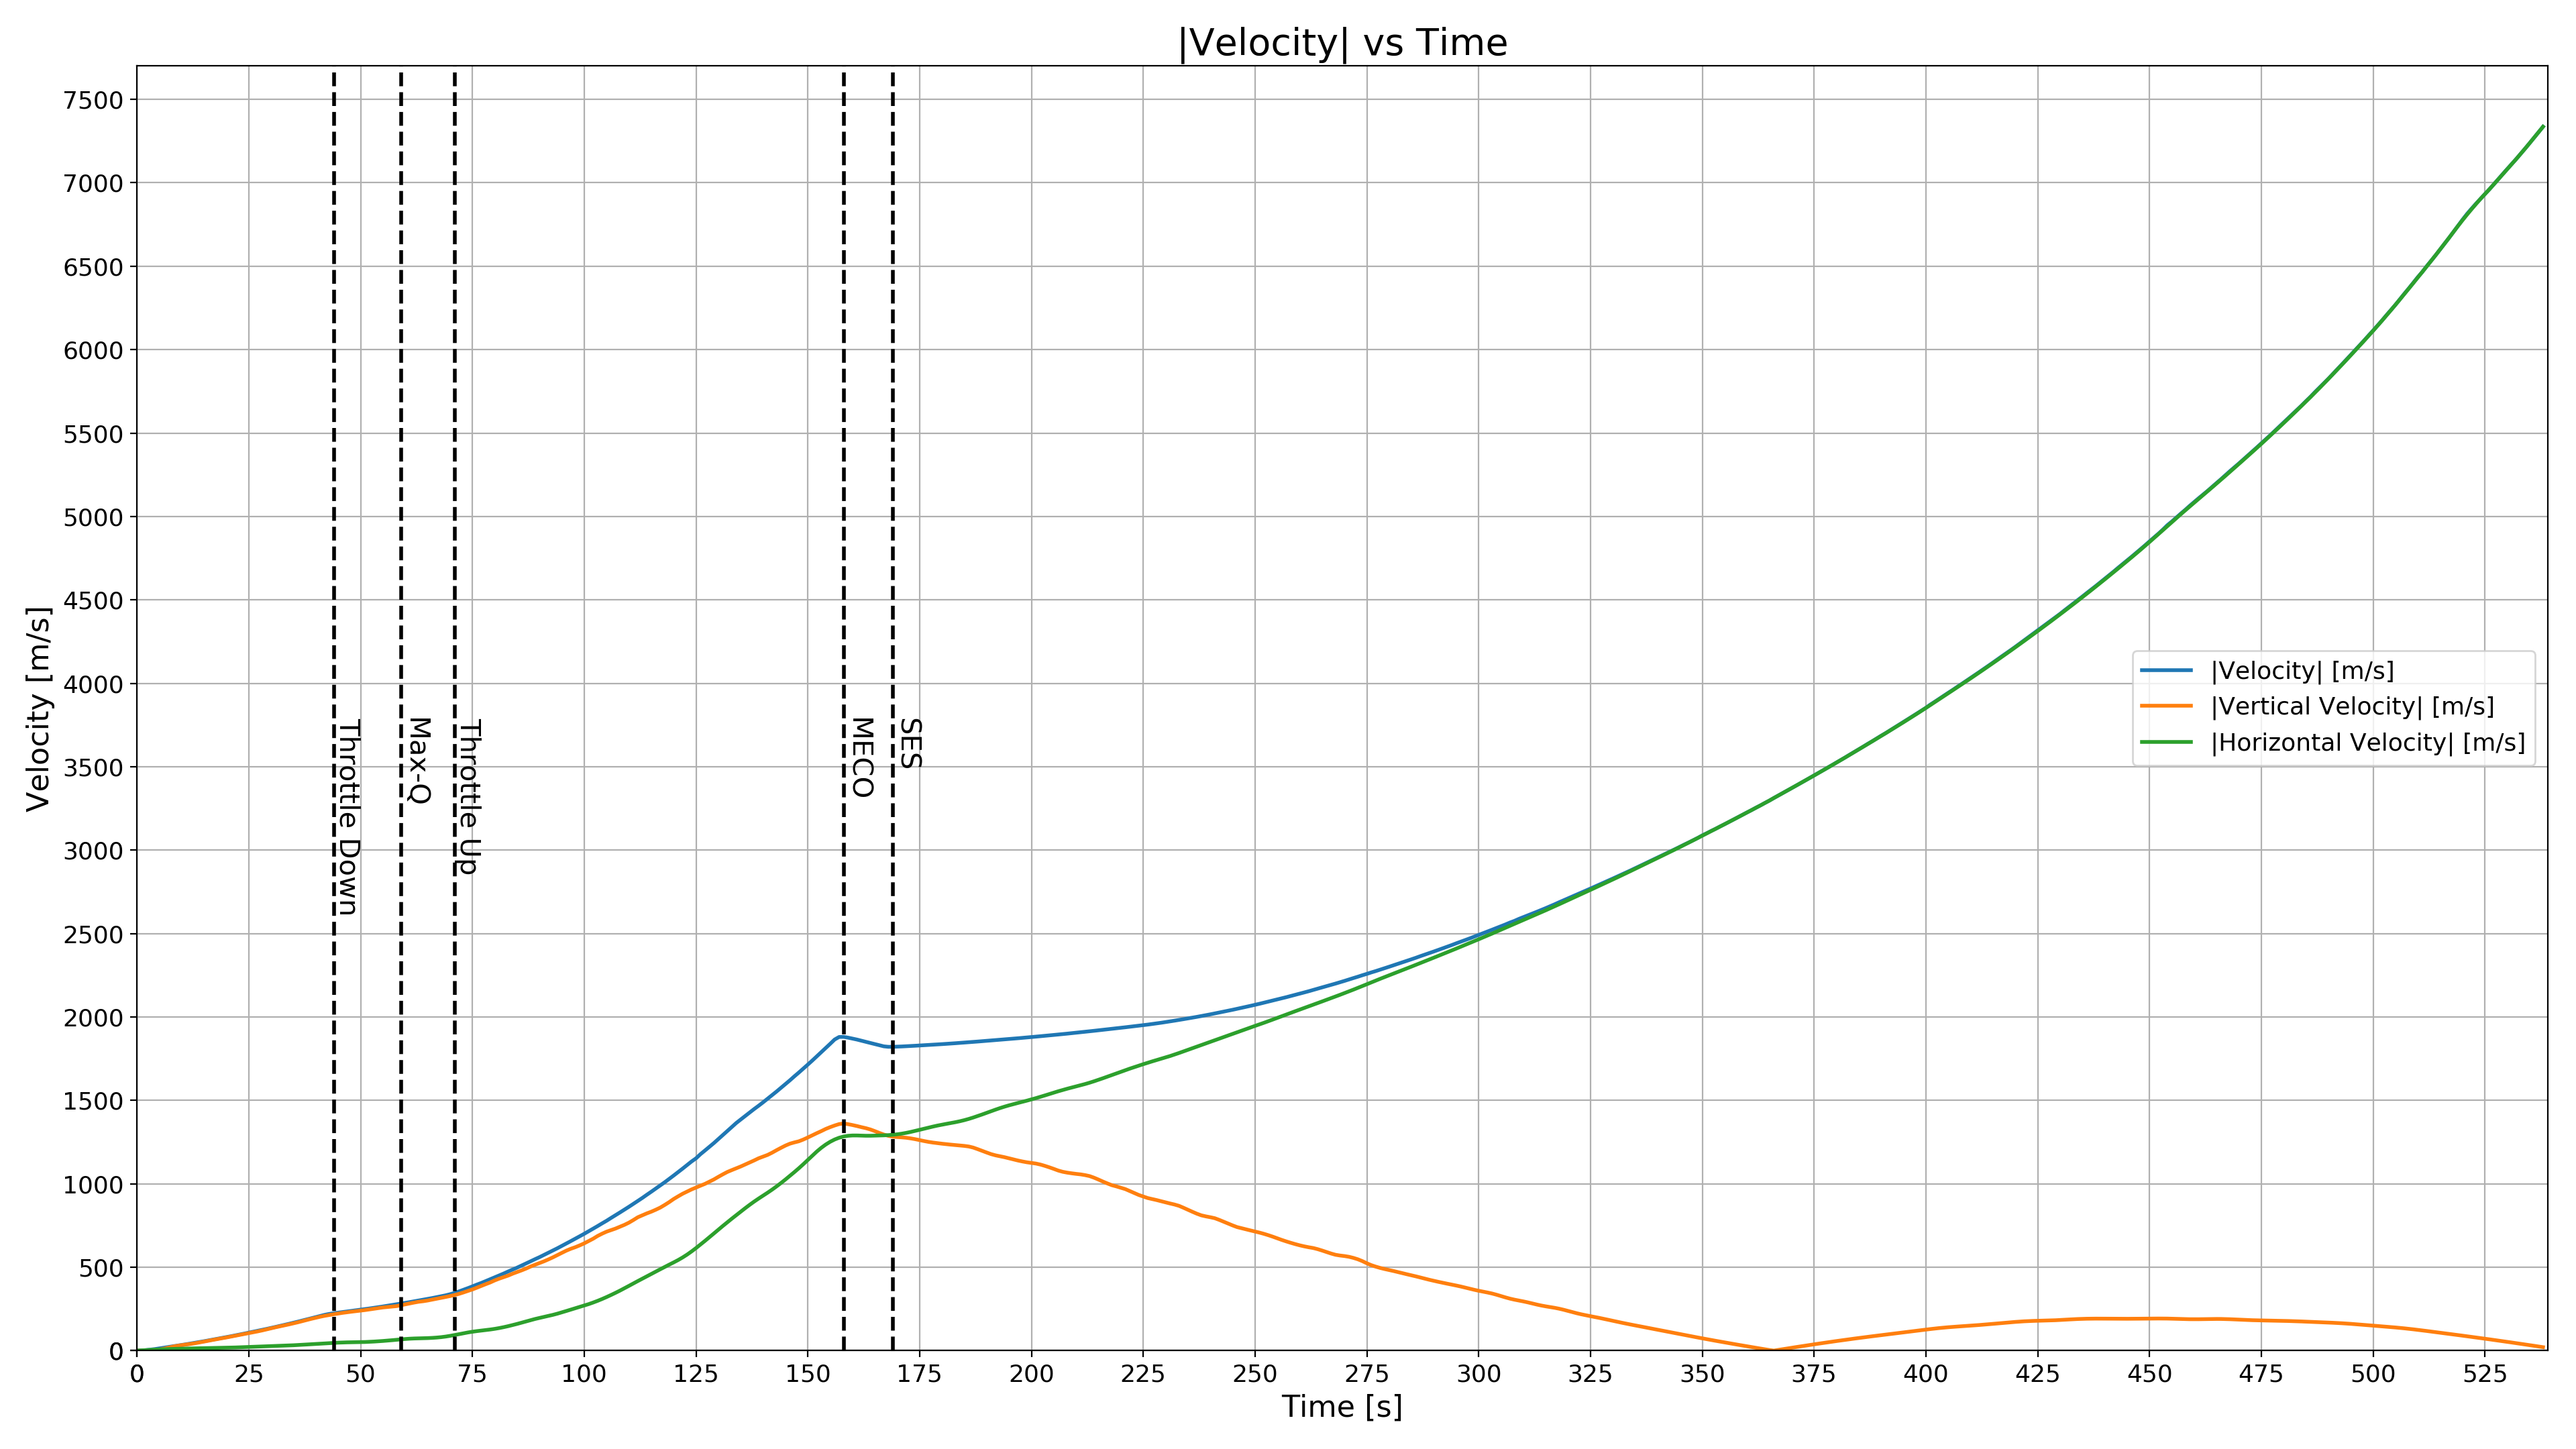 |Velocity| vs Time
Velocity [m/s]
7500
7000
6500
6000
5500
5000
4500
4000
3500
3000
2500
2000
1500
1000
500
0
Throttle Down
Max-Q
Throttle Up
MECO
SES
|Velocity| [m/s]
|Vertical Velocity| [m/s]
|Horizontal Velocity| [m/s]
0 25 50 75 100 125 150 175 200 225 250 275 300 325 350 375 400 425 450 475 500 525
Time [s]